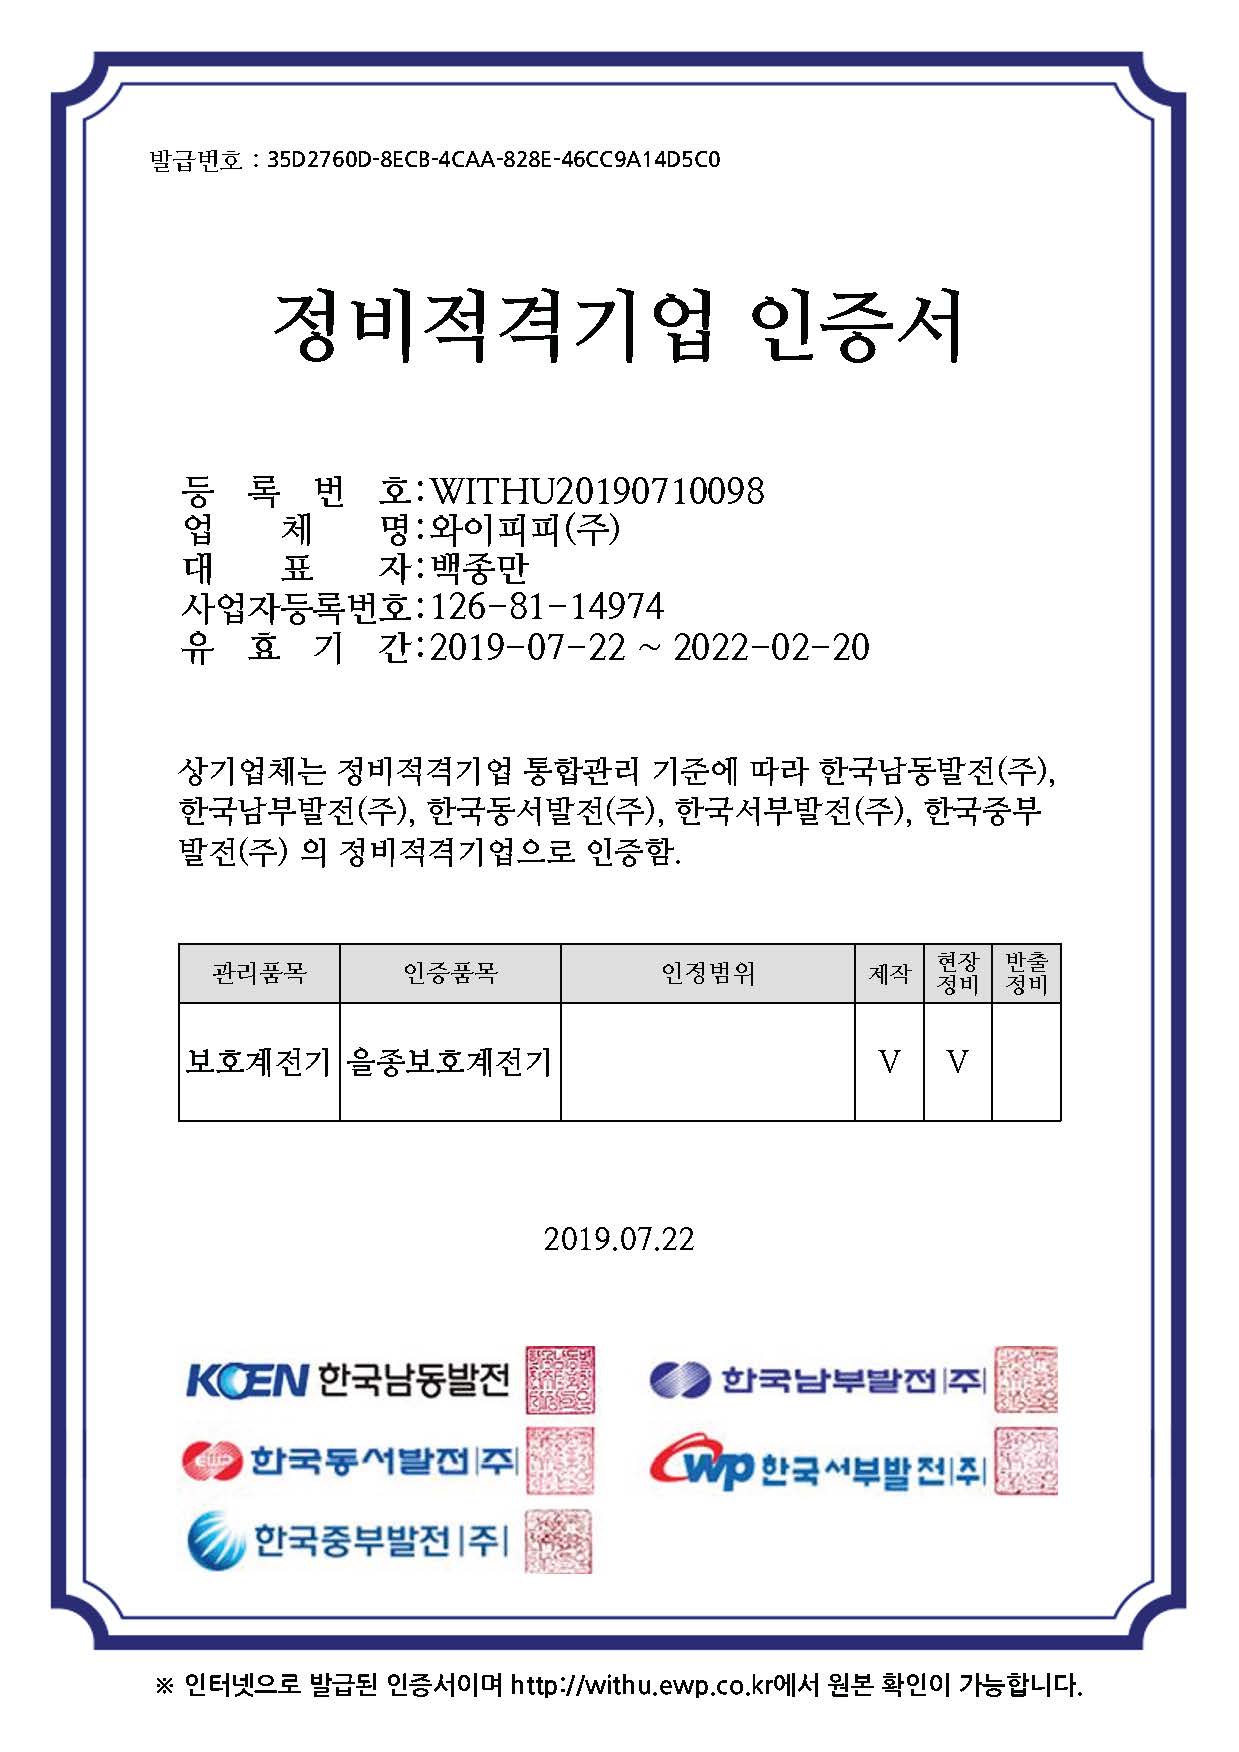 발급번호 : 35D2760D-8ECB-4CAA-828E-46CC9A14D5C0
정비적격기업 인증서
등 록 번 호:WITHU20190710098
업 체 명:와이피피(주)
대 표 자:백종만
사업자등록번호:126-81-14974
유 효 기 간:2019-07-22 ~ 2022-02-20
상기업체는 정비적격기업 통합관리 기준에 따라 한국남동발전(주),
한국남부발전(주), 한국동서발전(주), 한국서부발전(주), 한국중부
발전(주) 의 정비적격기업으로 인증함.
관리품목 인증품목 인정범위 제작 현장정비 반출정비
보호계전기 을종보호계전기 V V
2019.07.22
KOEN 한국남동발전 한국남부발전|주|
EWP 한국동서발전|주| WP 한국서부발전|주|
한국중부발전|주|
※ 인터넷으로 발급된 인증서이며 http://withu.ewp.co.kr에서 원본 확인이 가능합니다.